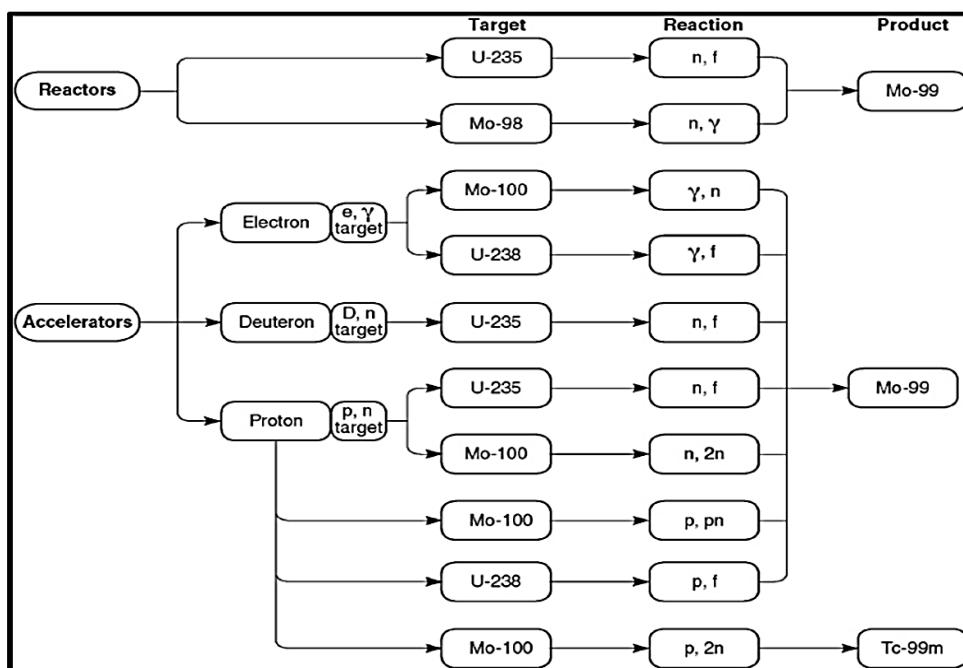 Target Reaction Product
U-235 n, f
Reactors Mo-99
Mo-98 n, γ
Mo-100 γ, n
Electron e, γ
target
U-238 γ, f
Accelerators Deuteron D, n
target U-235 n, f
U-235 n, f Mo-99
Proton p, n
target
Mo-100 n, 2n
Mo-100 p, pn
U-238 p, f
Mo-100 p, 2n Tc-99m